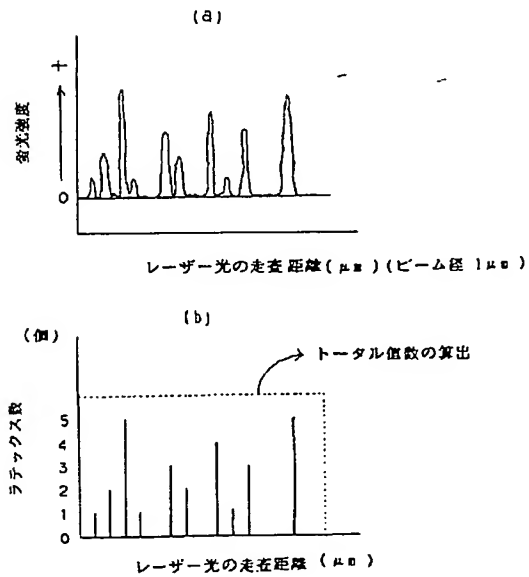 (a)
蛍光強度
+
0
レーザー光の走査距離(μm)(ビーム径 1μm)
(b)
(個)
トータル個数の算出
ラテックス数
5
4
3
2
1
0
レーザー光の走査距離 (μm)